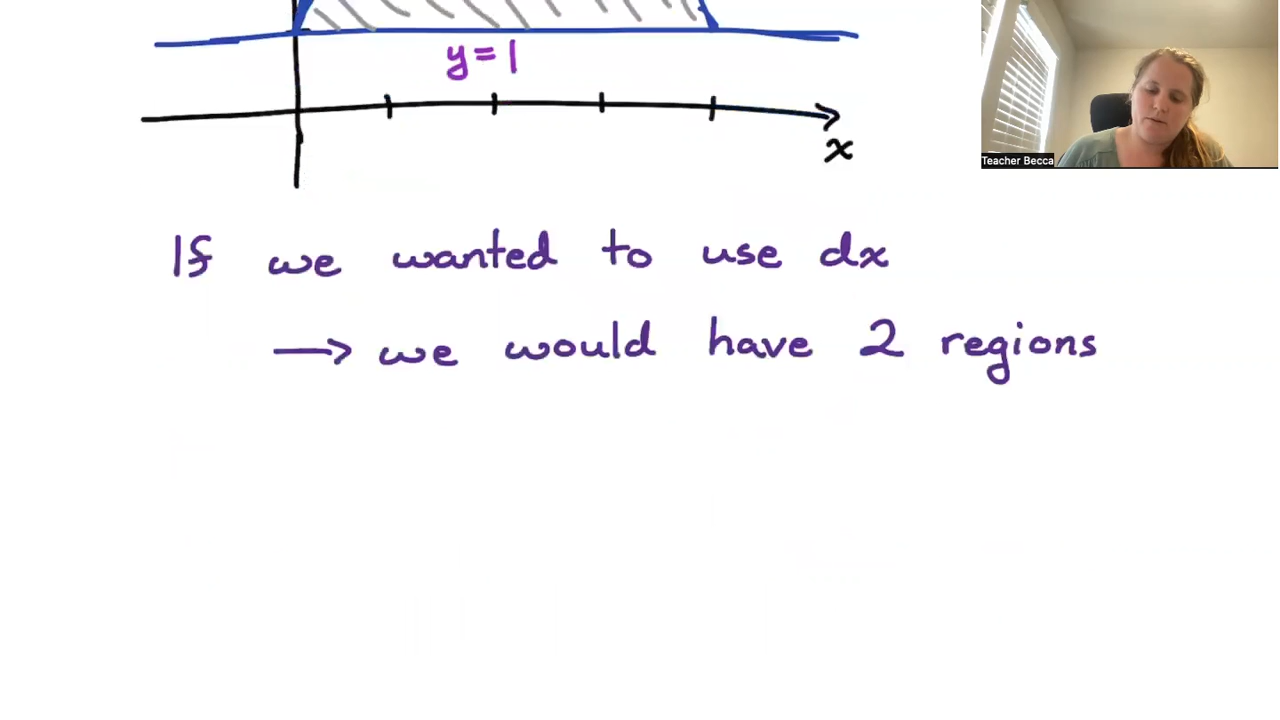 y = 1
x
Teacher Becca
If we wanted to use dx
→ we would have 2 regions